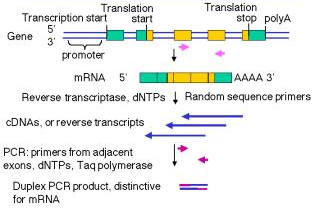 Transcription start
Translation
start
Translation
stop
polyA
Gene
5'
3'
promoter
mRNA
5'
AAAA 3'
Reverse transcriptase, dNTPs
Random sequence primers
cDNAs, or reverse transcripts
PCR: primers from adjacent
exons, dNTPs, Taq polymerase
Duplex PCR product, distinctive
for mRNA